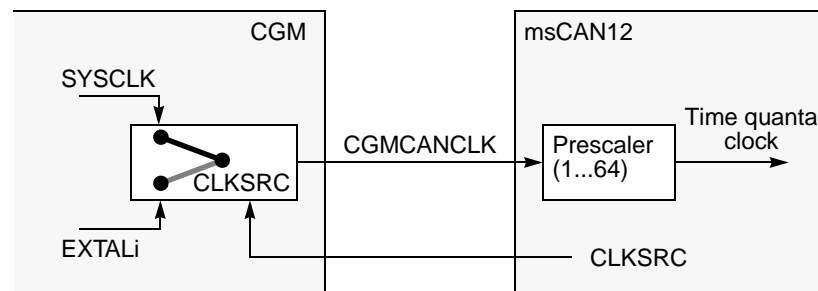 CGM
msCAN12
SYSCLK
Time quanta
clock
CGMCANCLK
Prescaler
(1...64)
CLKSRC
EXTALi
CLKSRC